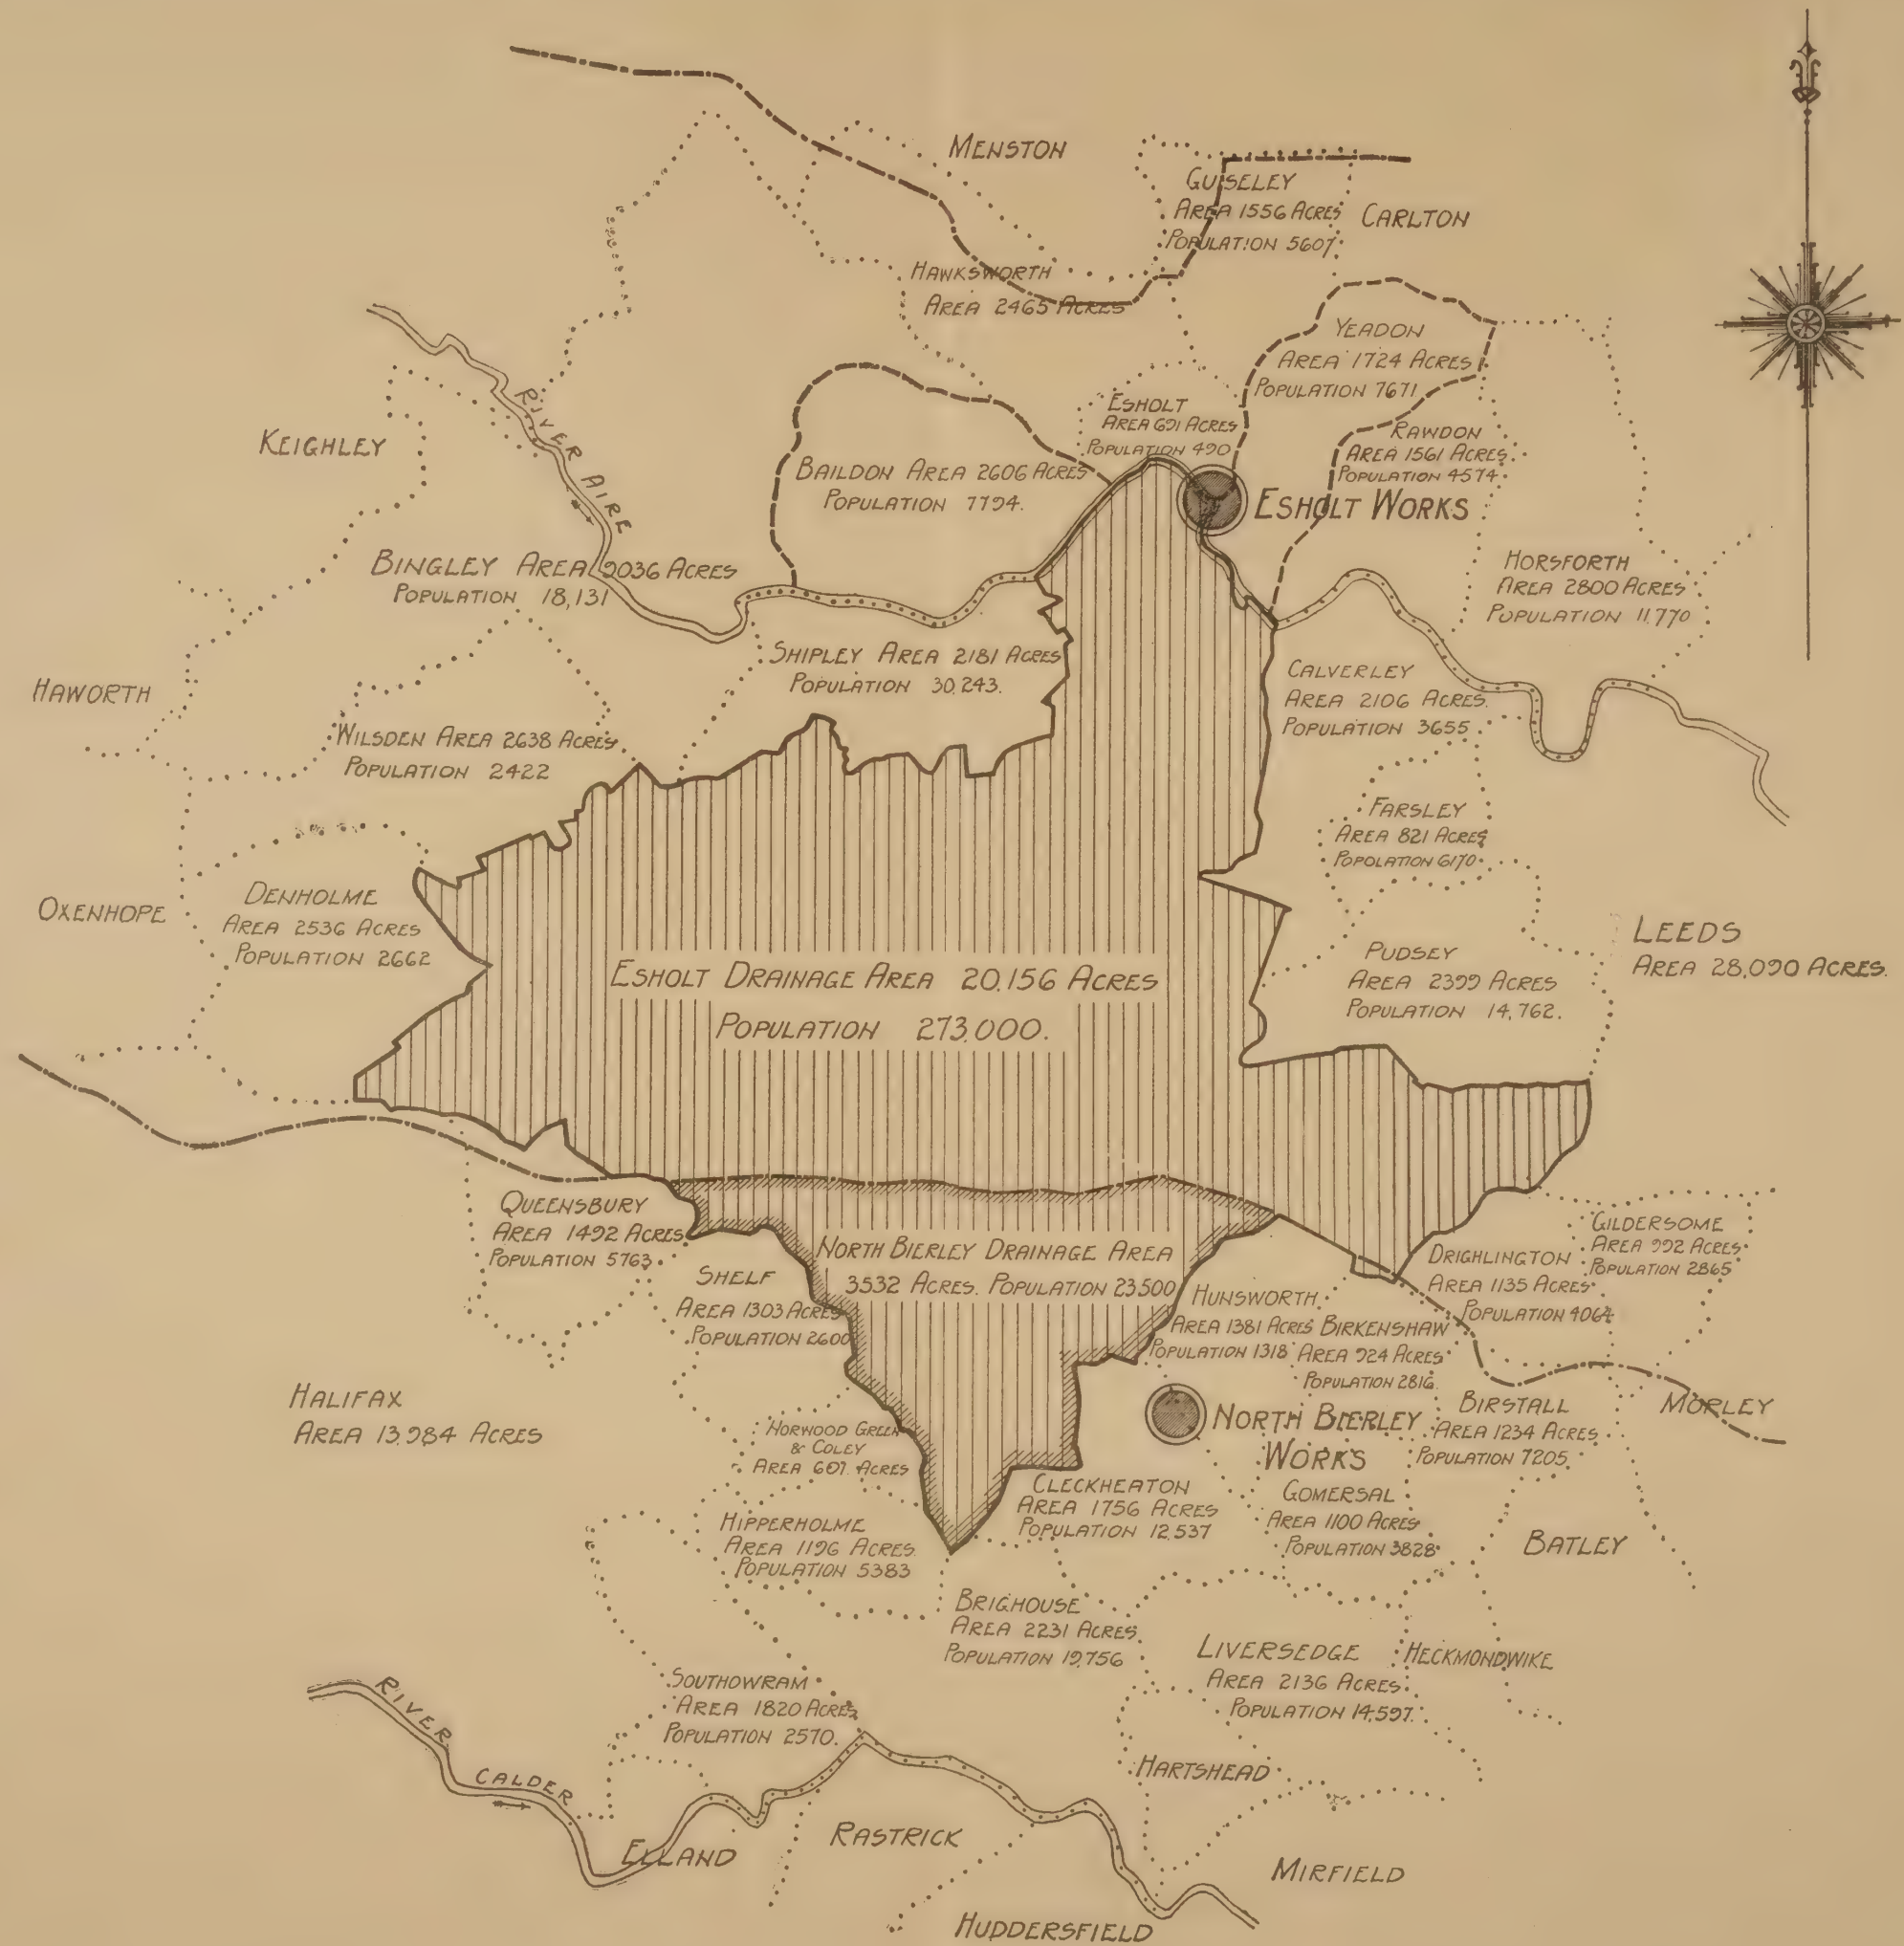 MENSTON
GUISELEY
AREA 1556 ACRES
POPULATION 5607.
CARLTON
HAWKSWORTH
AREA 2465 ACRES
YEADON
AREA 1724 ACRES
POPULATION 7671
ESHOLT
AREA 691 ACRES
POPULATION 490
RAWDON
AREA 1561 ACRES
POPULATION 4574
KEIGHLEY
RIVER AIRE
BAILDON AREA 2606 ACRES
POPULATION 7794.
ESHOLT WORKS
BINGLEY AREA 9036 ACRES
POPULATION 18,131
HORSFORTH
AREA 2800 ACRES
POPULATION 11,770
SHIPLEY AREA 2181 ACRES
POPULATION 30,243.
CALVERLEY
AREA 2106 ACRES.
POPULATION 3655
HAWORTH
WILSDEN AREA 2638 ACRES
POPULATION 2422
FARSLEY
AREA 821 ACRES
POPOLATION 6170
OXENHOPE
DENHOLME
AREA 2536 ACRES
POPULATION 2662
LEEDS
AREA 28,090 ACRES.
PUDSEY
AREA 2399 ACRES
POPULATION 14,762.
ESHOLT DRAINAGE AREA 20,156 ACRES
POPULATION 273,000.
QUEENSBURY
AREA 1492 ACRES
POPULATION 5763
NORTH BIERLEY DRAINAGE AREA
3532 ACRES. POPULATION 23,500
GILDERSOME
AREA 992 ACRES
POPULATION 2865
DRIGHLINGTON
AREA 1135 ACRES
POPULATION 4064
SHELF
AREA 1303 ACRES
POPULATION 2600
HUNSWORTH
AREA 1381 ACRES
POPULATION 1318
BIRKENSHAW
AREA 924 ACRES
POPULATION 2816.
HALIFAX
AREA 13,984 ACRES
NORTH BIERLEY
WORKS
BIRSTALL
AREA 1234 ACRES
POPULATION 7205
MORLEY
NORWOOD GREEN
& COLEY
AREA 607. ACRES
CLECKHEATON
AREA 1756 ACRES
POPULATION 12,537
GOMERSAL
AREA 1100 ACRES
POPULATION 3828
HIPPERHOLME
AREA 1196 ACRES
POPULATION 5383
BATLEY
BRIGHOUSE
AREA 2231 ACRES
POPULATION 19,756
LIVERSEDGE
AREA 2136 ACRES
POPULATION 14,597.
HECKMONDWIKE
SOUTHOWRAM
AREA 1820 ACRES
POPULATION 2570.
RIVER CALDER
HARTSHEAD
ELLAND
RASTRICK
MIRFIELD
HUDDERSFIELD